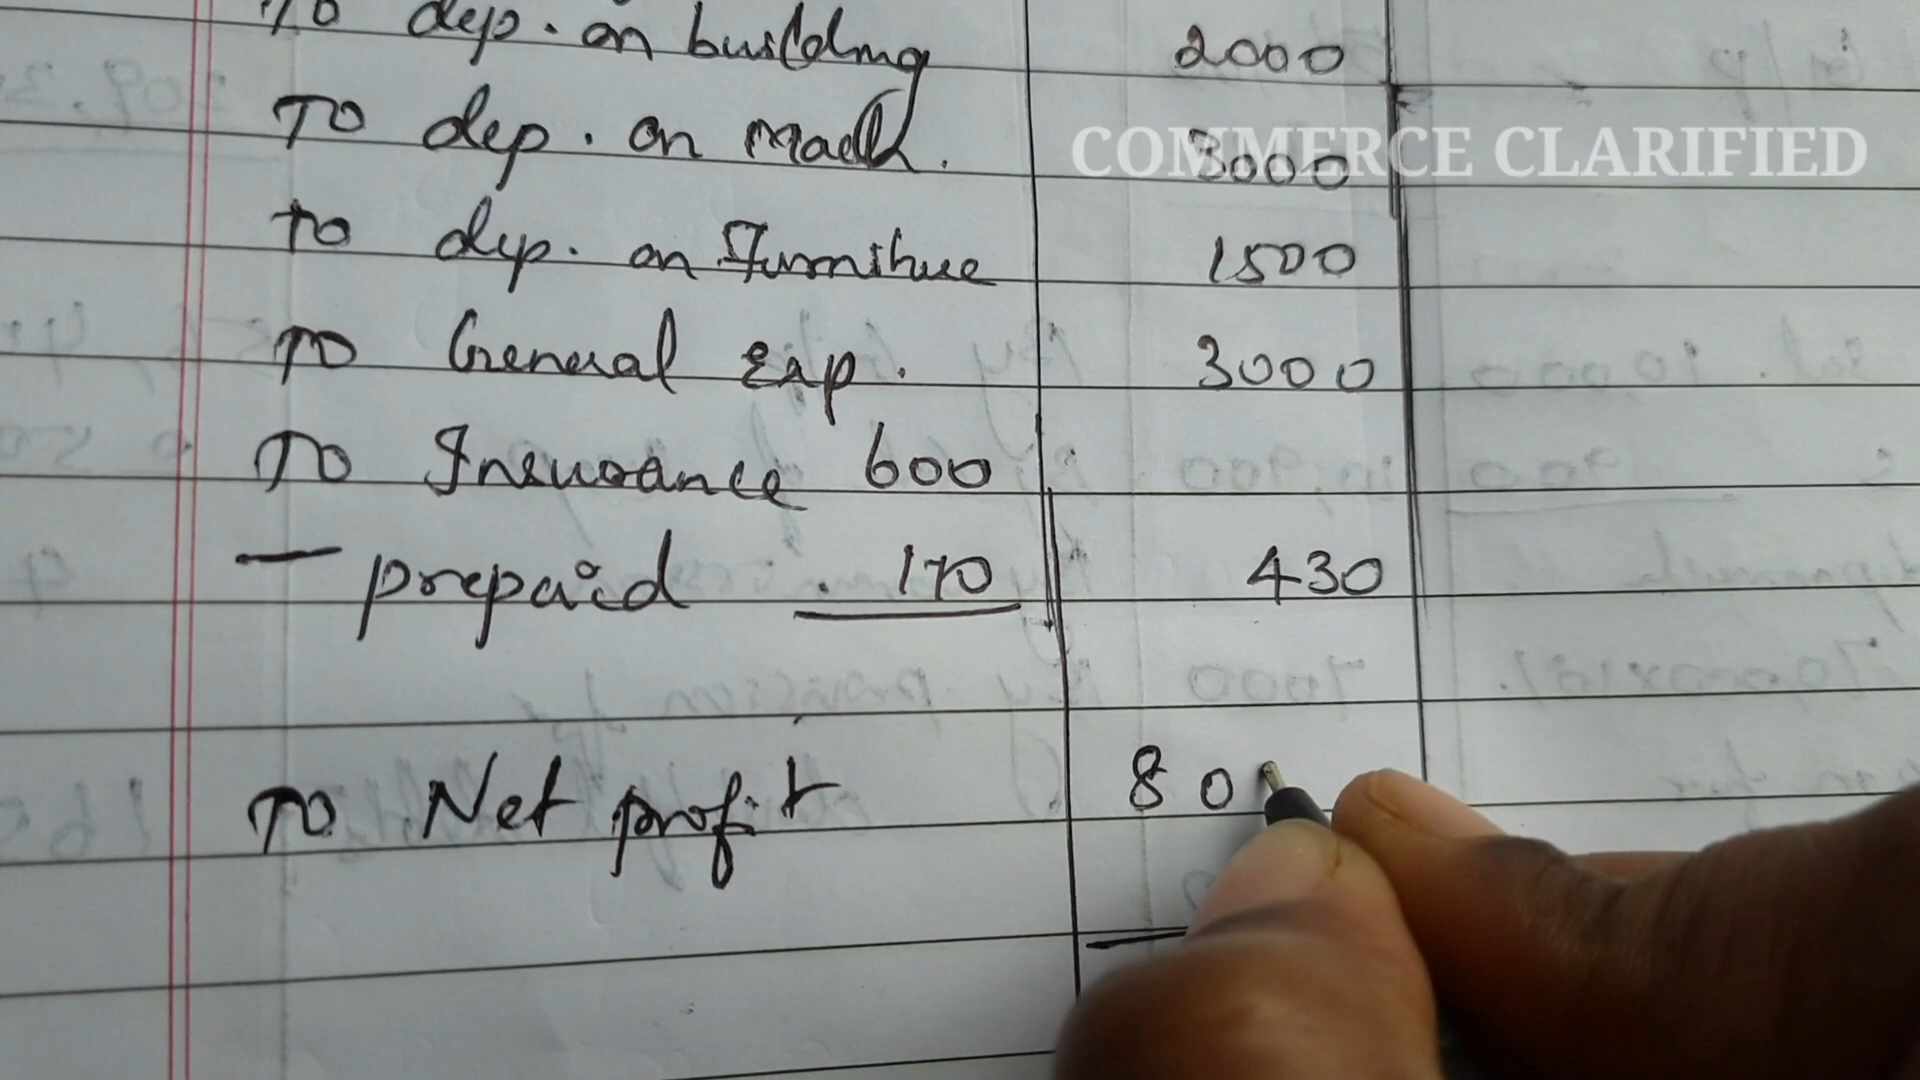 To dep. on building 2000
COMMERCE CLARIFIED
To dep. on Mach. 3000
To dep. on Furniture 1500
To General Exp. 3000
To Insurance 600
— prepaid 170 430
To Net profit 80